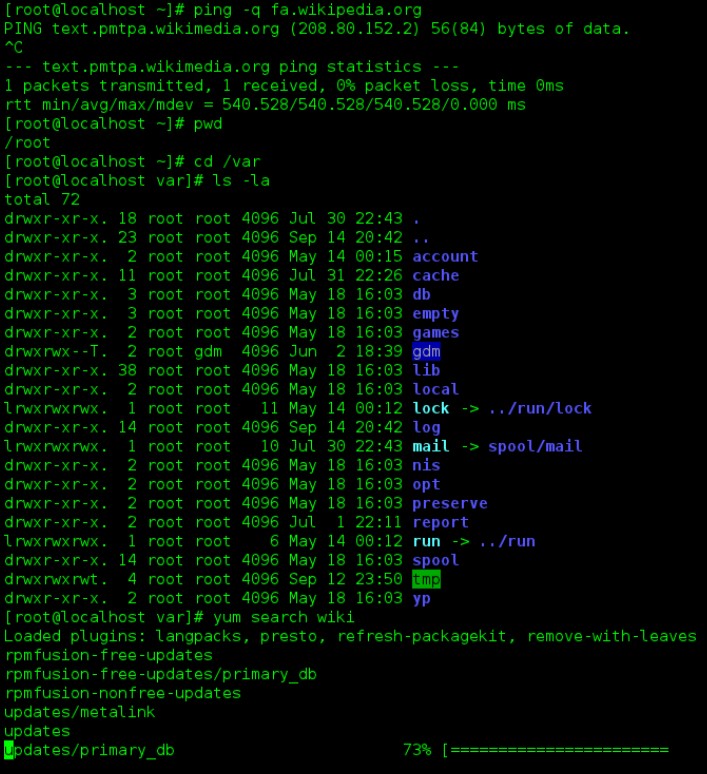 [root@localhost ~]# ping -q fa.wikipedia.org
PING text.pmtpa.wikimedia.org (208.80.152.2) 56(84) bytes of data.
^C
--- text.pmtpa.wikimedia.org ping statistics ---
1 packets transmitted, 1 received, 0% packet loss, time 0ms
rtt min/avg/max/mdev = 540.528/540.528/540.528/0.000 ms
[root@localhost ~]# pwd
/root
[root@localhost ~]# cd /var
[root@localhost var]# ls -la
total 72
drwxr-xr-x. 18 root root 4096 Jul 30 22:43 .
drwxr-xr-x. 23 root root 4096 Sep 14 20:42 ..
drwxr-xr-x.  2 root root 4096 May 14 00:15 account
drwxr-xr-x. 11 root root 4096 Jul 31 22:26 cache
drwxr-xr-x.  3 root root 4096 May 18 16:03 db
drwxr-xr-x.  3 root root 4096 May 18 16:03 empty
drwxr-xr-x.  2 root root 4096 May 18 16:03 games
drwxrwx--T.  2 root gdm  4096 Jun  2 18:39 gdm
drwxr-xr-x. 38 root root 4096 May 18 16:03 lib
drwxr-xr-x.  2 root root 4096 May 18 16:03 local
lrwxrwxrwx.  1 root root   11 May 14 00:12 lock -> ../run/lock
drwxr-xr-x. 14 root root 4096 Sep 14 20:42 log
lrwxrwxrwx.  1 root root   10 Jul 30 22:43 mail -> spool/mail
drwxr-xr-x.  2 root root 4096 May 18 16:03 nis
drwxr-xr-x.  2 root root 4096 May 18 16:03 opt
drwxr-xr-x.  2 root root 4096 May 18 16:03 preserve
drwxr-xr-x.  2 root root 4096 Jul  1 22:11 report
lrwxrwxrwx.  1 root root    6 May 14 00:12 run -> ../run
drwxr-xr-x. 14 root root 4096 May 18 16:03 spool
drwxrwxrwt.  4 root root 4096 Sep 12 23:50 tmp
drwxr-xr-x.  2 root root 4096 May 18 16:03 yp
[root@localhost var]# yum search wiki
Loaded plugins: langpacks, presto, refresh-packagekit, remove-with-leaves
rpmfusion-free-updates
rpmfusion-free-updates/primary_db
rpmfusion-nonfree-updates
updates/metalink
updates
updates/primary_db                        73% [=======================